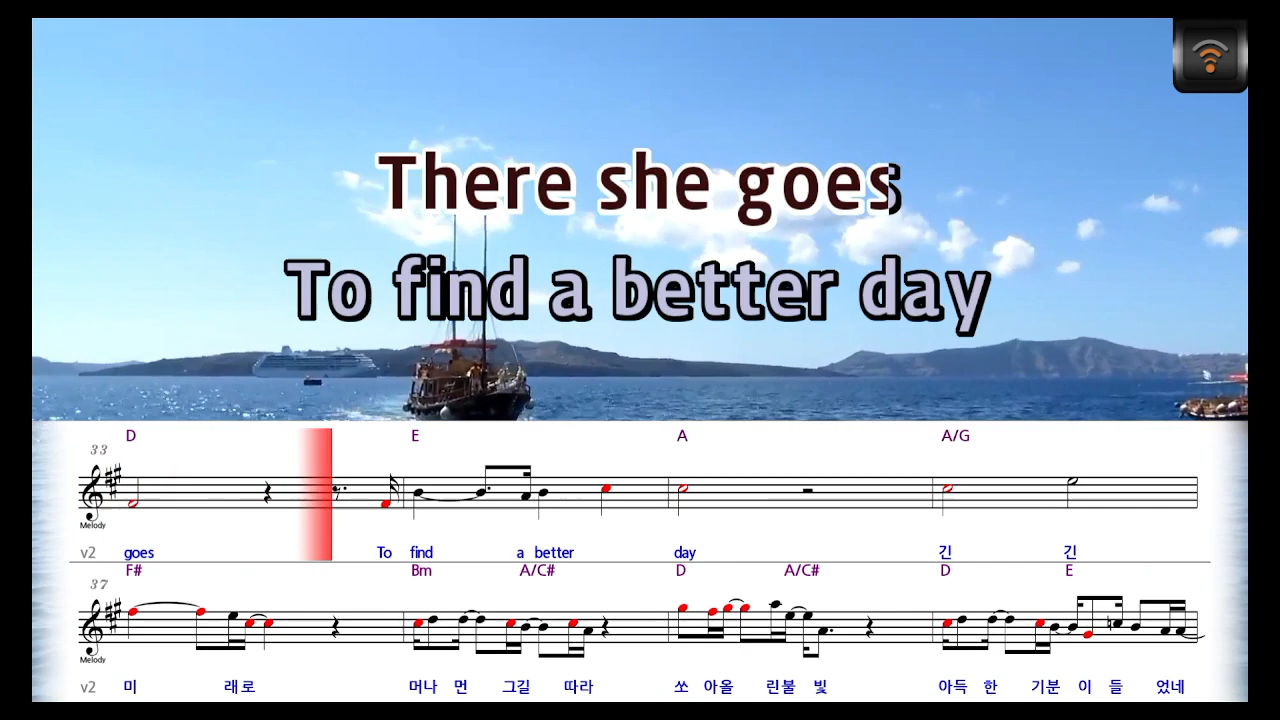 There she goes
To find a better day
D E A A/G
33
Melody
v2 goes To find a better day 긴 긴
F# Bm A/C# D A/C# D E
37
Melody
v2 미 래로 머나 먼 그길 따라 쏘 아올 린불 빛 아득 한 기분 이 들 었네